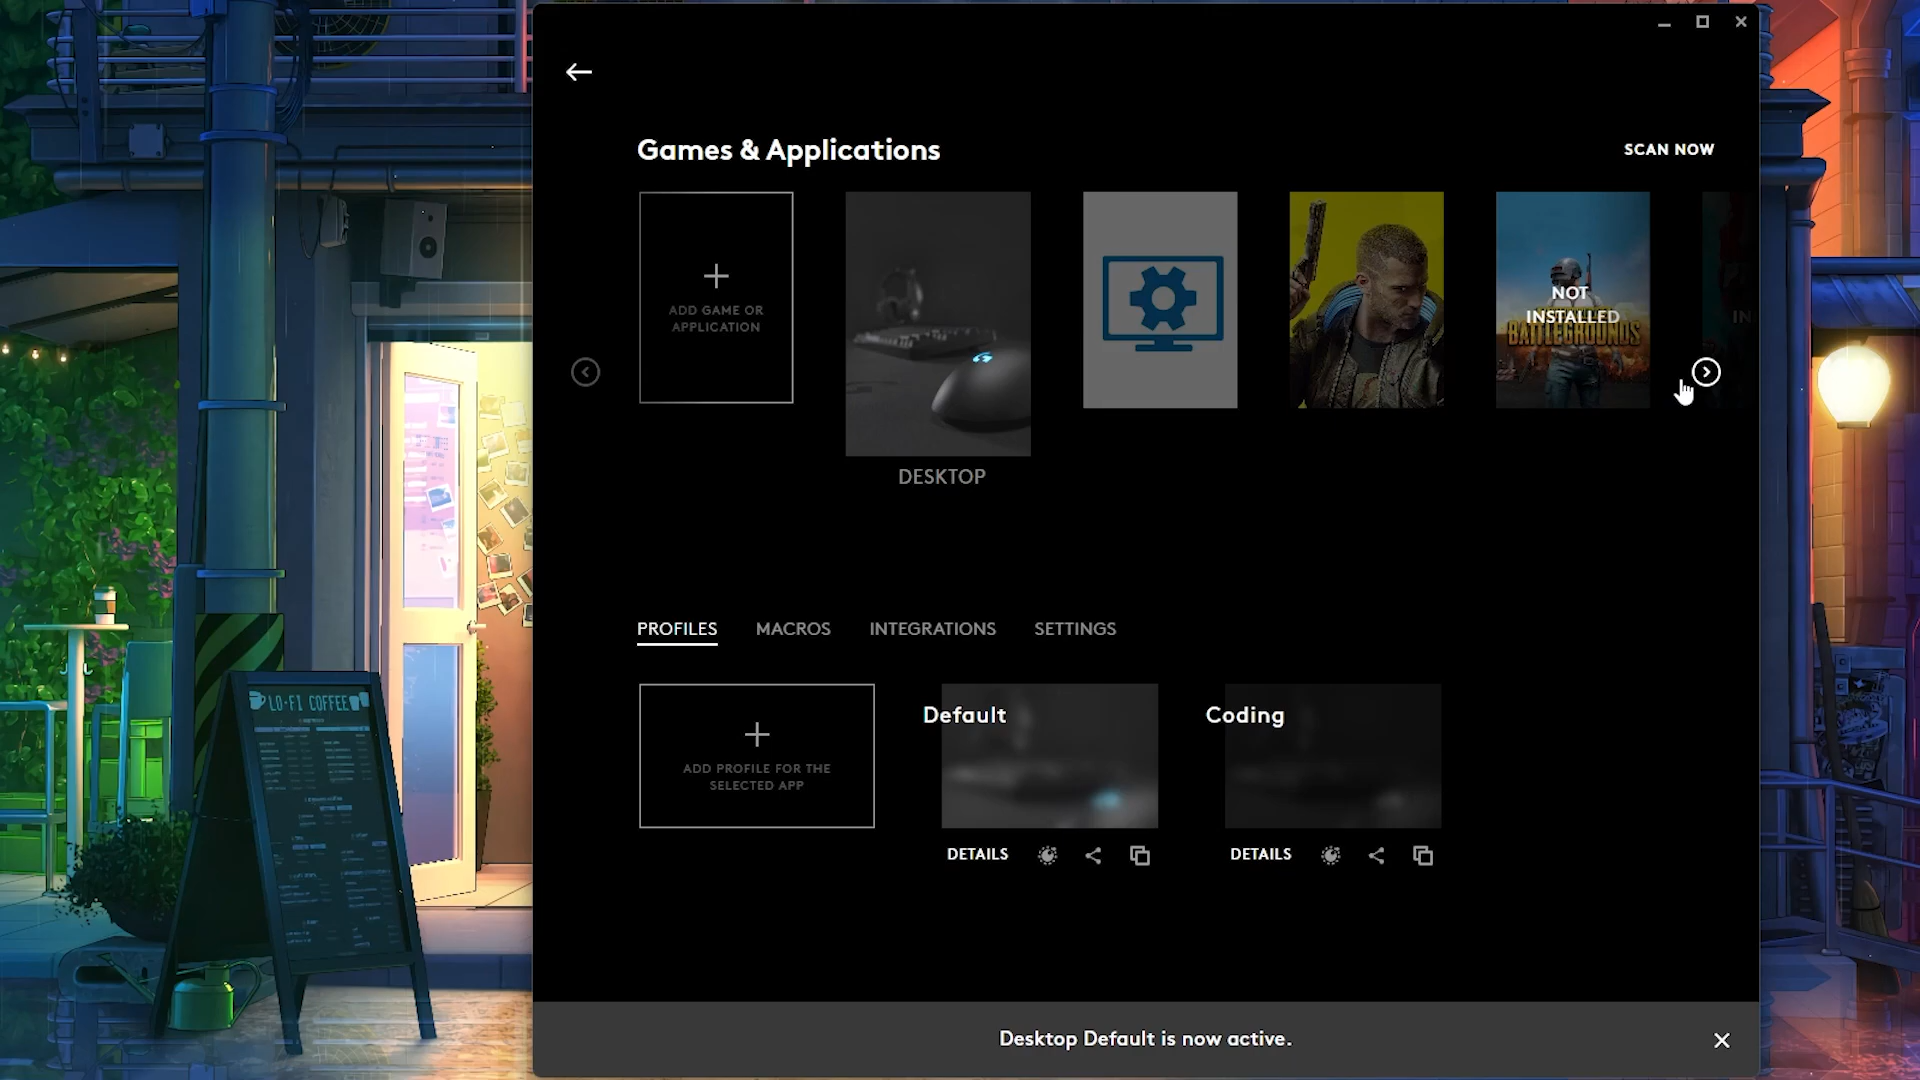 Games & Applications
SCAN NOW
ADD GAME OR
APPLICATION
NOT
INSTALLED
BATTLEGROUNDS
IN
DESKTOP
PROFILES
MACROS
INTEGRATIONS
SETTINGS
ADD PROFILE FOR THE
SELECTED APP
Default
Coding
DETAILS
DETAILS
LO-FI COFFEE
Desktop Default is now active.